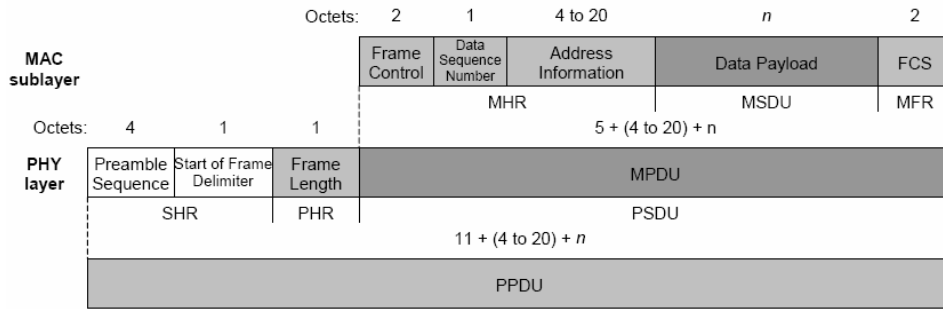 Octets: 2 1 4 to 20 n 2
MAC sublayer
Frame Control
Data Sequence Number
Address Information
Data Payload
FCS
MHR MSDU MFR
Octets: 4 1 1 5 + (4 to 20) + n
PHY layer
Preamble Sequence
Start of Frame Delimiter
Frame Length
MPDU
SHR PHR PSDU
11 + (4 to 20) + n
PPDU